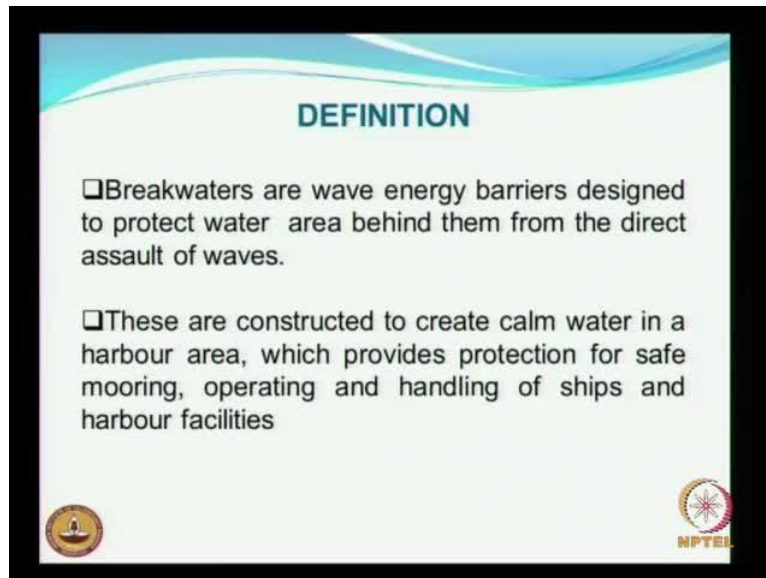 DEFINITION
❑Breakwaters are wave energy barriers designed
to protect water area behind them from the direct
assault of waves.
❑These are constructed to create calm water in a
harbour area, which provides protection for safe
mooring, operating and handling of ships and
harbour facilities
NPTEL